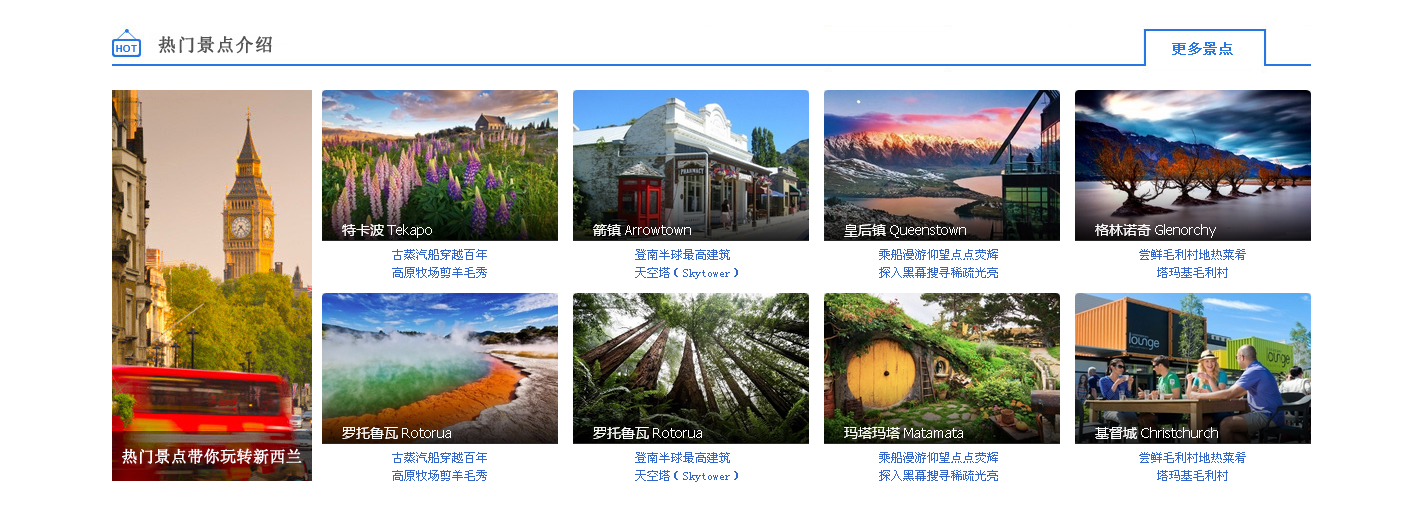 HOT
热门景点介绍
更多景点
热门景点带你玩转新西兰
PHARMACY
特卡波 Tekapo
箭镇 Arrowtown
皇后镇 Queenstown
格林诺奇 Glenorchy
古蒸汽船穿越百年
高原牧场剪羊毛秀
登南半球最高建筑
天空塔（Skytower）
乘船漫游仰望点点荧辉
探入黑幕搜寻稀疏光亮
尝鲜毛利村地热菜肴
塔玛基毛利村
lounge
lounge
罗托鲁瓦 Rotorua
罗托鲁瓦 Rotorua
玛塔玛塔 Matamata
基督城 Christchurch
古蒸汽船穿越百年
高原牧场剪羊毛秀
登南半球最高建筑
天空塔（Skytower）
乘船漫游仰望点点荧辉
探入黑幕搜寻稀疏光亮
尝鲜毛利村地热菜肴
塔玛基毛利村